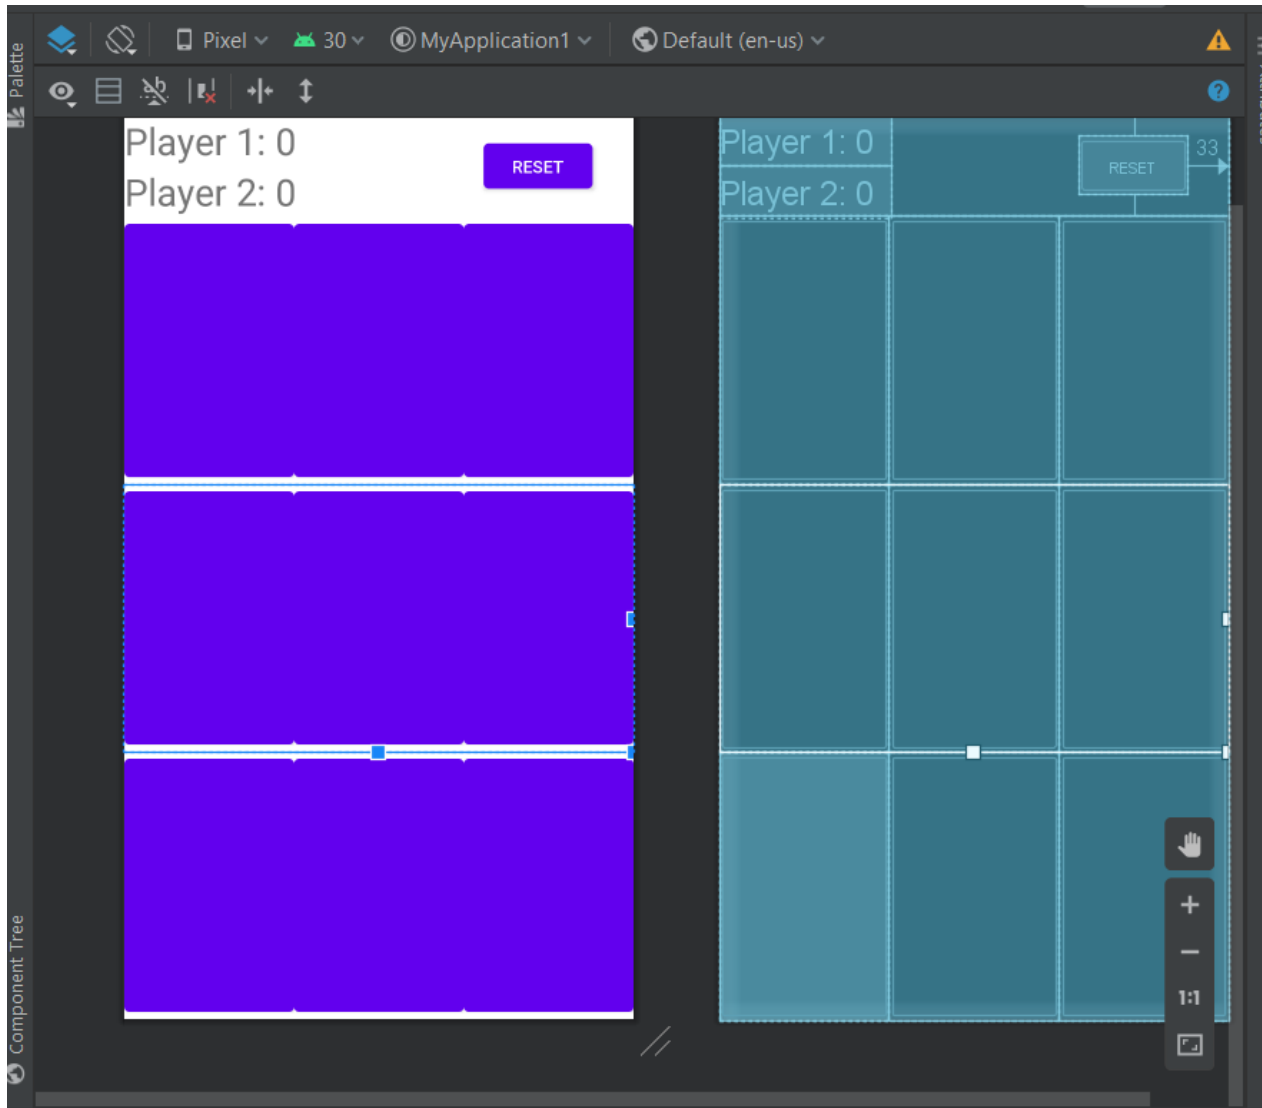 Palette
Pixel
30
MyApplication1
Default (en-us)
Player 1: 0
RESET
Player 2: 0
Player 1: 0
RESET
33
Player 2: 0
1:1
Component Tree